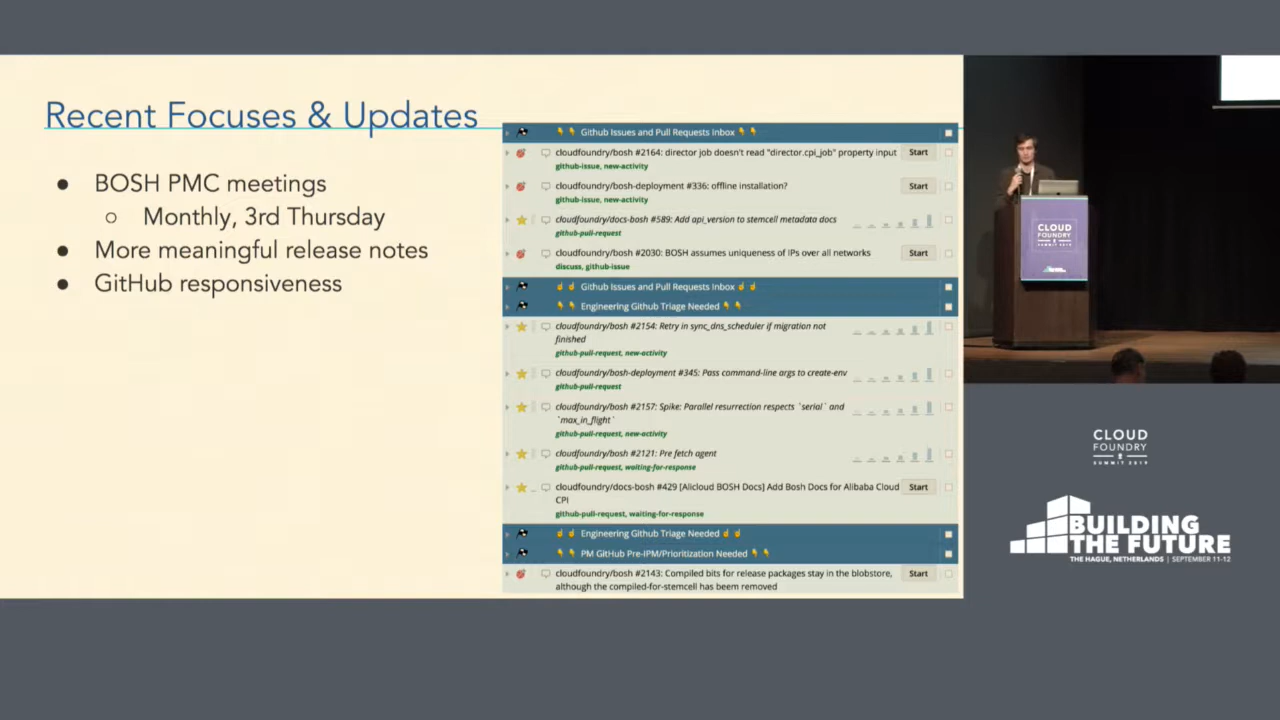 Recent Focuses & Updates
● BOSH PMC meetings
○ Monthly, 3rd Thursday
● More meaningful release notes
● GitHub responsiveness
👇👇 Github Issues and Pull Requests Inbox 👇👇
cloudfoundry/bosh #2164: director job doesn't read "director.cpi_job" property input Start
github-issue, new-activity
cloudfoundry/bosh-deployment #336: offline installation? Start
github-issue, new-activity
cloudfoundry/docs-bosh #589: Add api_version to stemcell metadata docs
github-pull-request
cloudfoundry/bosh #2030: BOSH assumes uniqueness of IPs over all networks Start
discuss, github-issue
☝☝ Github Issues and Pull Requests Inbox ☝☝
👇👇 Engineering Github Triage Needed 👇👇
cloudfoundry/bosh #2154: Retry in sync_dns_scheduler if migration not
finished
github-pull-request, new-activity
cloudfoundry/bosh-deployment #345: Pass command-line args to create-env
github-pull-request
cloudfoundry/bosh #2157: Spike: Parallel resurrection respects `serial` and
`max_in_flight`
github-pull-request, new-activity
cloudfoundry/bosh #2121: Pre fetch agent
github-pull-request, waiting-for-response
cloudfoundry/docs-bosh #429 [Alicloud BOSH Docs] Add Bosh Docs for Alibaba Cloud Start
CPI
github-pull-request, waiting-for-response
☝☝ Engineering Github Triage Needed ☝☝
👇👇 PM GitHub Pre-IPM/Prioritization Needed 👇👇
cloudfoundry/bosh #2143: Compiled bits for release packages stay in the blobstore, Start
although the compiled-for-stemcell has beem removed
CLOUD
FOUNDRY
SUMMIT 2019
CLOUD
FOUNDRY
SUMMIT 2019
BUILDING
THE FUTURE
THE HAGUE, NETHERLANDS | SEPTEMBER 11-12